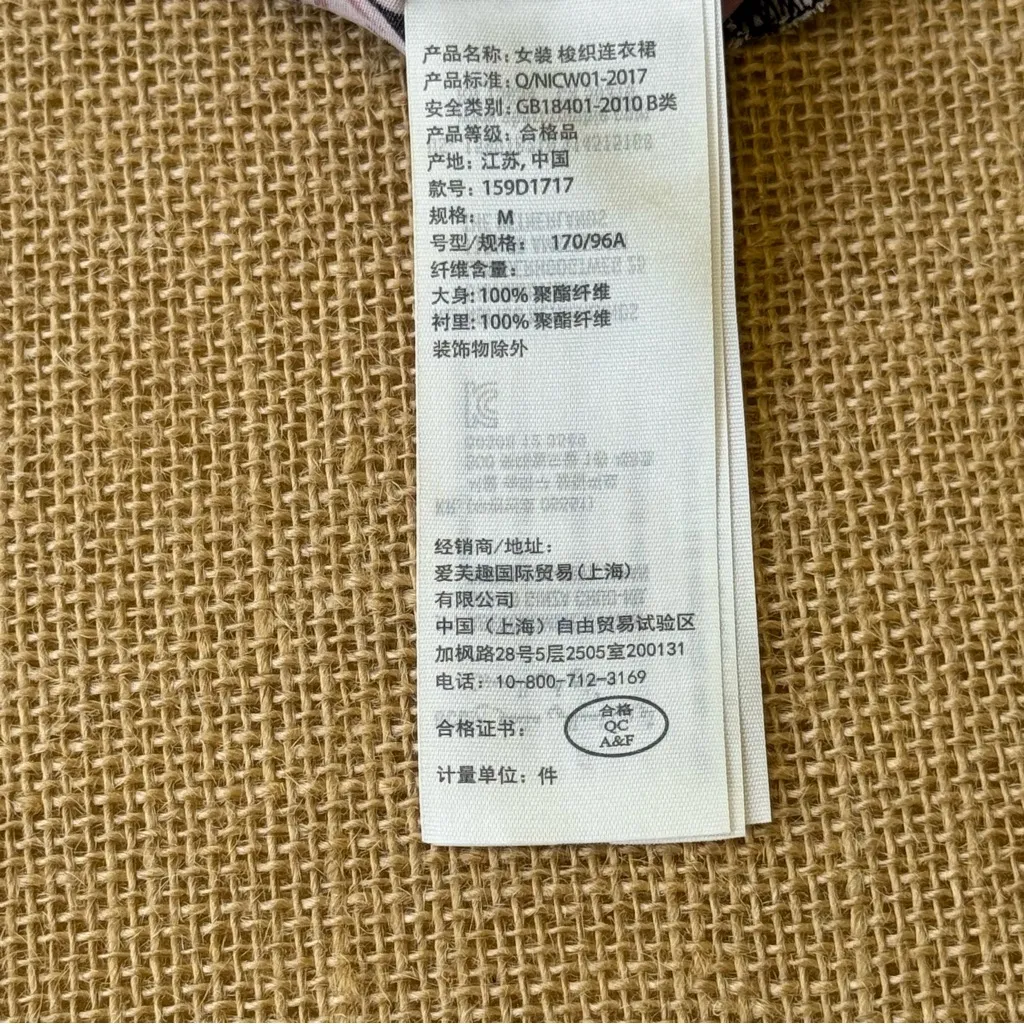 产品名称: 女装 梭织连衣裙
产品标准: Q/NICW01-2017
安全类别: GB18401-2010 B类
产品等级: 合格品
产地: 江苏, 中国
款号: 159D1717
规格: M
号型/规格: 170/96A
纤维含量:
大身: 100% 聚酯纤维
衬里: 100% 聚酯纤维
装饰物除外
经销商/地址:
爱芙趣国际贸易(上海)
有限公司
中国（上海）自由贸易试验区
加枫路28号5层2505室200131
电话: 10-800-712-3169
合格证书:
合格
QC
A&F
计量单位: 件